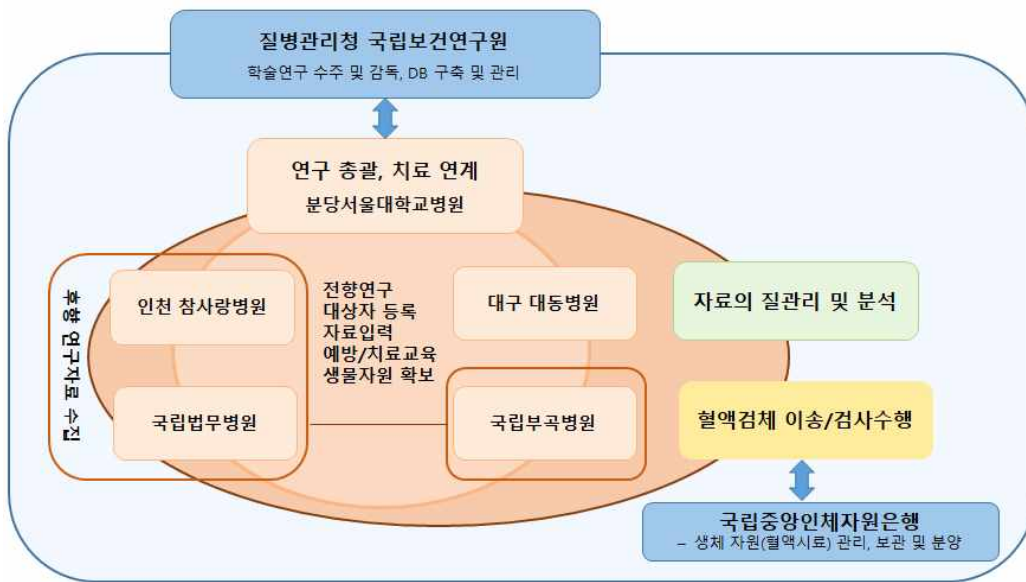 질병관리청 국립보건연구원
학술연구 수주 및 감독, DB 구축 및 관리
연구 총괄, 치료 연계
분당서울대학교병원
후향 연구자료 수집
인천 참사랑병원
국립법무병원
전향연구
대상자 등록
자료입력
예방/치료교육
생물자원 확보
대구 대동병원
국립부곡병원
자료의 질관리 및 분석
혈액검체 이송/검사수행
국립중앙인체자원은행
– 생체 자원(혈액시료) 관리, 보관 및 분양